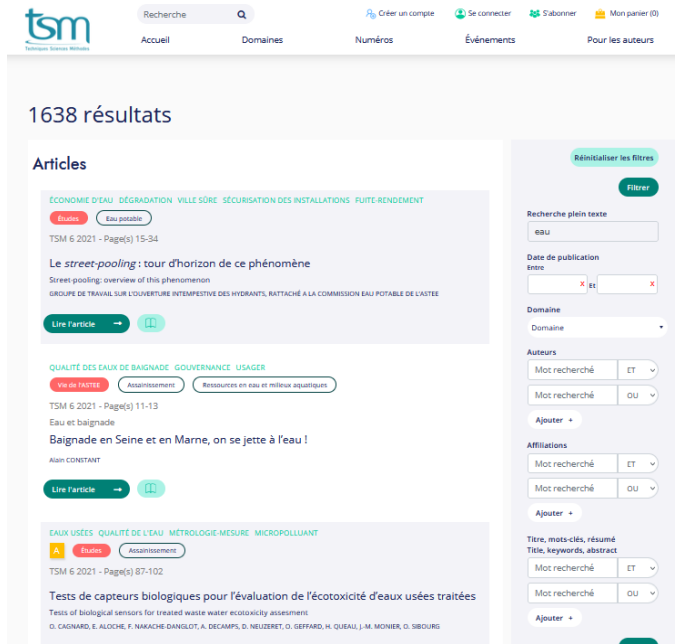 tsm
Techniques Sciences Méthodes
Recherche
Créer un compte
Se connecter
S'abonner
Mon panier (0)
Accueil
Domaines
Numéros
Événements
Pour les auteurs
1638 résultats
Articles
ÉCONOMIE D'EAU DÉGRADATION VILLE SÛRE SÉCURISATION DES INSTALLATIONS FUITE-RENDEMENT
Études
Eau potable
TSM 6 2021 - Page(s) 15-34
Le street-pooling : tour d'horizon de ce phénomène
Street-pooling: overview of this phenomenon
GROUPE DE TRAVAIL SUR L'OUVERTURE INTEMPESTIVE DES HYDRANTS, RATTACHÉ A LA COMMISSION EAU POTABLE DE L'ASTEE
Lire l'article →
QUALITÉ DES EAUX DE BAIGNADE GOUVERNANCE USAGER
Vie de l'ASTEE
Assainissement
Ressources en eau et milieux aquatiques
TSM 6 2021 - Page(s) 11-13
Eau et baignade
Baignade en Seine et en Marne, on se jette à l'eau !
Alain CONSTANT
Lire l'article →
EAUX USÉES QUALITÉ DE L'EAU MÉTROLOGIE-MESURE MICROPOLLUANT
A
Études
Assainissement
TSM 6 2021 - Page(s) 87-102
Tests de capteurs biologiques pour l'évaluation de l'écotoxicité d'eaux usées traitées
Tests of biological sensors for treated waste water ecotoxicity assesment
O. CAGNARD, E. ALOCHE, F. NAKACHE-DANGLOT, A. DECAMPS, D. NEUZERET, O. GEFFARD, H. QUEAU, J.-M. MONIER, O. SIBOURG
Réinitialiser les filtres
Filtrer
Recherche plein texte
eau
Date de publication
Entre
x Et x
Domaine
Domaine
Auteurs
Mot recherché ET
Mot recherché OU
Ajouter +
Affiliations
Mot recherché ET
Mot recherché OU
Ajouter +
Titre, mots-clés, résumé
Title, keywords, abstract
Mot recherché ET
Mot recherché OU
Ajouter +